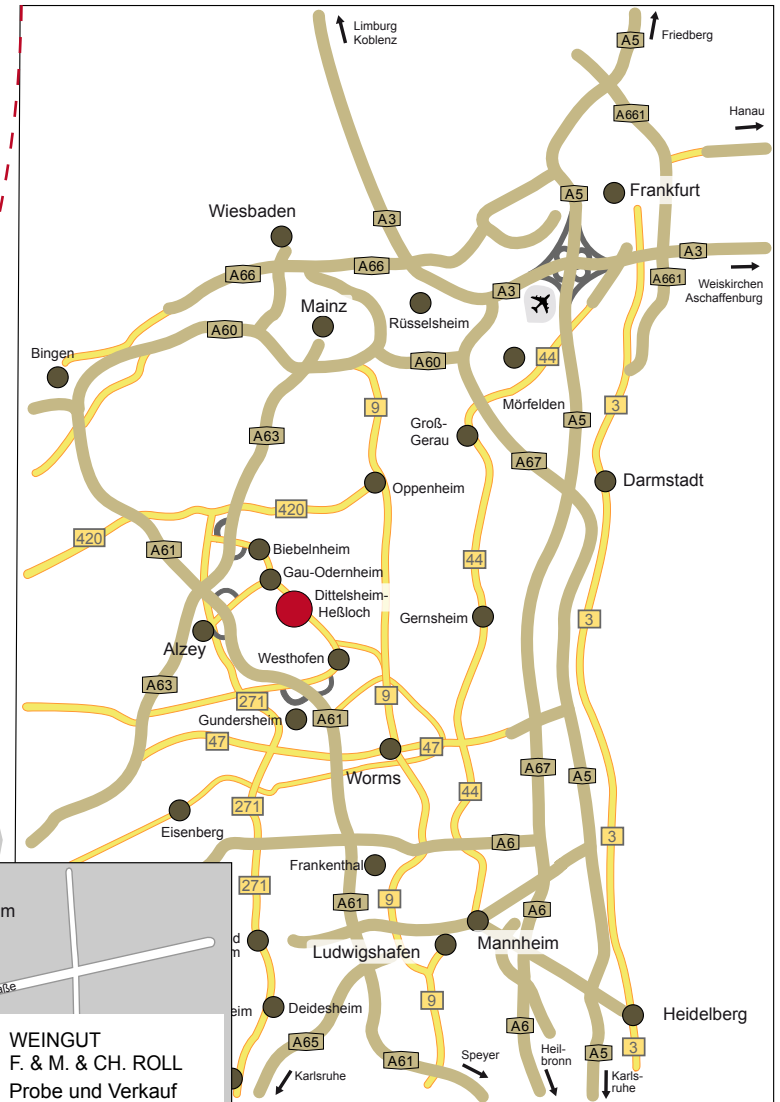 Limburg
Koblenz
A5
Friedberg
A661
Hanau
A5
Frankfurt
Wiesbaden
A3
A3
A66
A66
A3
A661
Weiskirchen
Aschaffenburg
Mainz
Rüsselsheim
A60
Bingen
A60
44
9
Mörfelden
3
A5
A63
Groß-
Gerau
A67
Oppenheim
Darmstadt
420
420
A61
Biebelnheim
44
Gau-Odernheim
Dittelsheim-
Heßloch
Gernsheim
3
Alzey
Westhofen
A63
271
9
Gundersheim
A61
47
47
Worms
A67
A5
44
271
Eisenberg
A6
3
Frankenthal
271
A61
9
A6
Ludwigshafen
Mannheim
9
Deidesheim
Heidelberg
A6
A65
Heil-
bronn
3
A61
Speyer
A5
Karlsruhe
Karls-
ruhe
WEINGUT
F. & M. & CH. ROLL
Probe und Verkauf